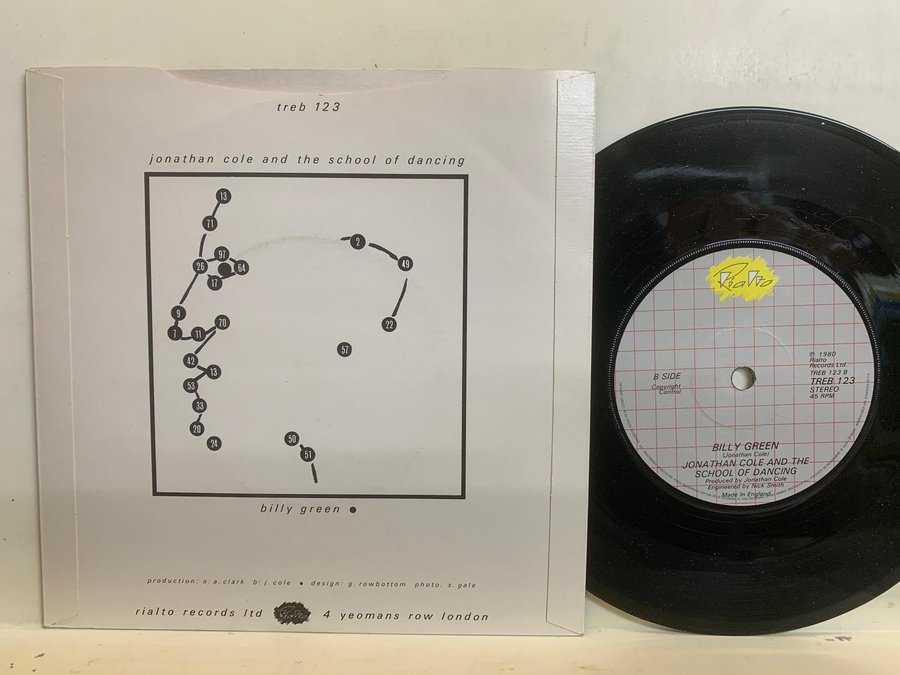 treb 123
jonathan cole and the school of dancing
13
71
97
26
64
17
2
49
9
7
11
70
22
57
42
13
53
33
20
24
50
51
billy green ●
production: a: a. clark b: j. cole • design: g. rowbottom photo: s. gale
rialto records ltd Rialto 4 yeomans row london
Rialto
B SIDE
Copyright
Control
℗ 1980
Rialto
Records Ltd.
TREB 123 B
TREB 123
STEREO
45 RPM
BILLY GREEN
(Jonathan Cole)
JONATHAN COLE AND THE
SCHOOL OF DANCING
Produced by Jonathan Cole
Engineered by Nick Smith
Made in England